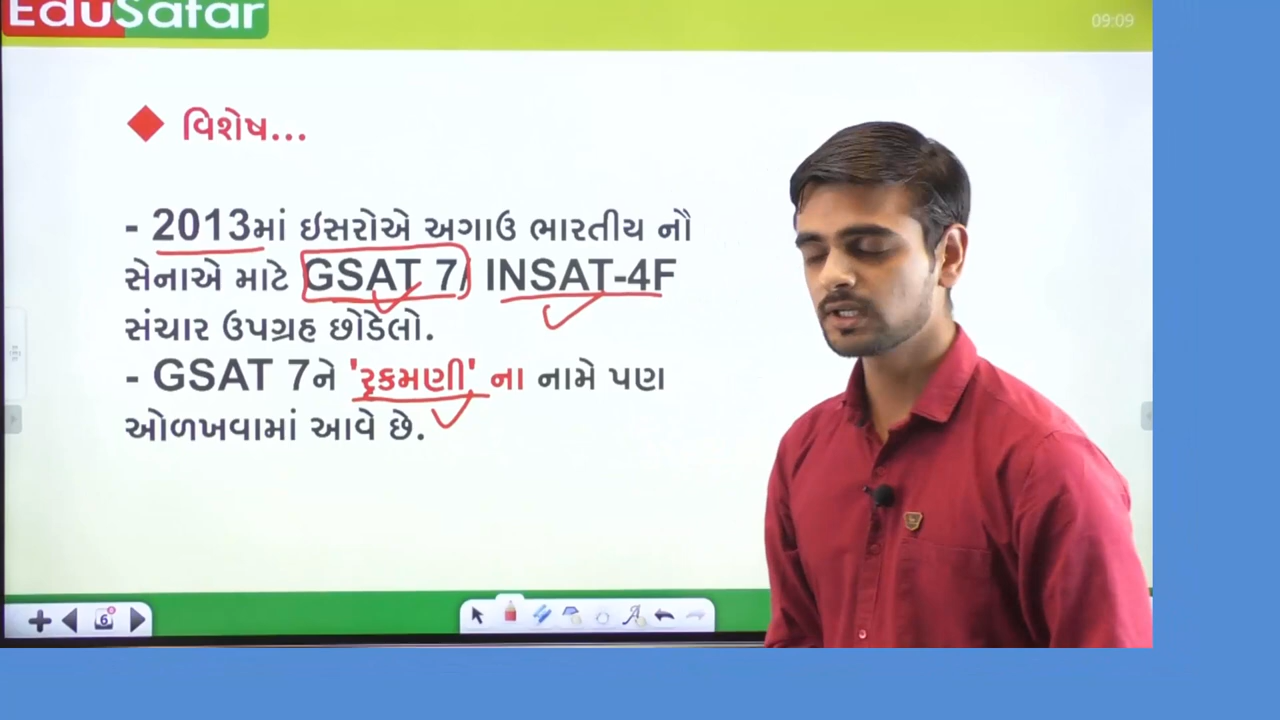 EduSafar
09:09
વિશેષ...
- 2013માં ઇસરોએ અગાઉ ભારતીય નૌ
સેનાએ માટે GSAT 7/ INSAT-4F
સંચાર ઉપગ્રહ છોડેલો.
- GSAT 7ને 'રૃકમણી' ના નામે પણ
ઓળખવામાં આવે છે.
6